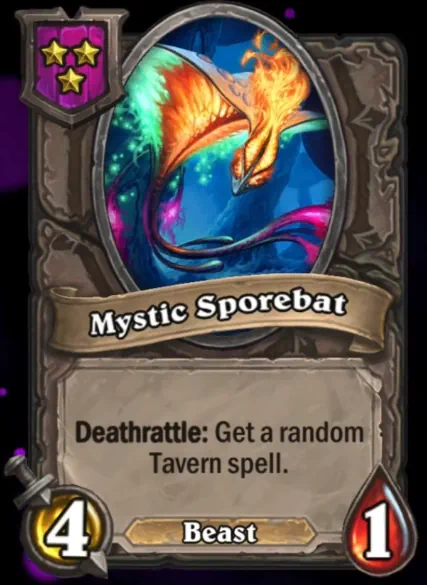 Mystic Sporebat
Deathrattle: Get a random
Tavern spell.
4
Beast
1